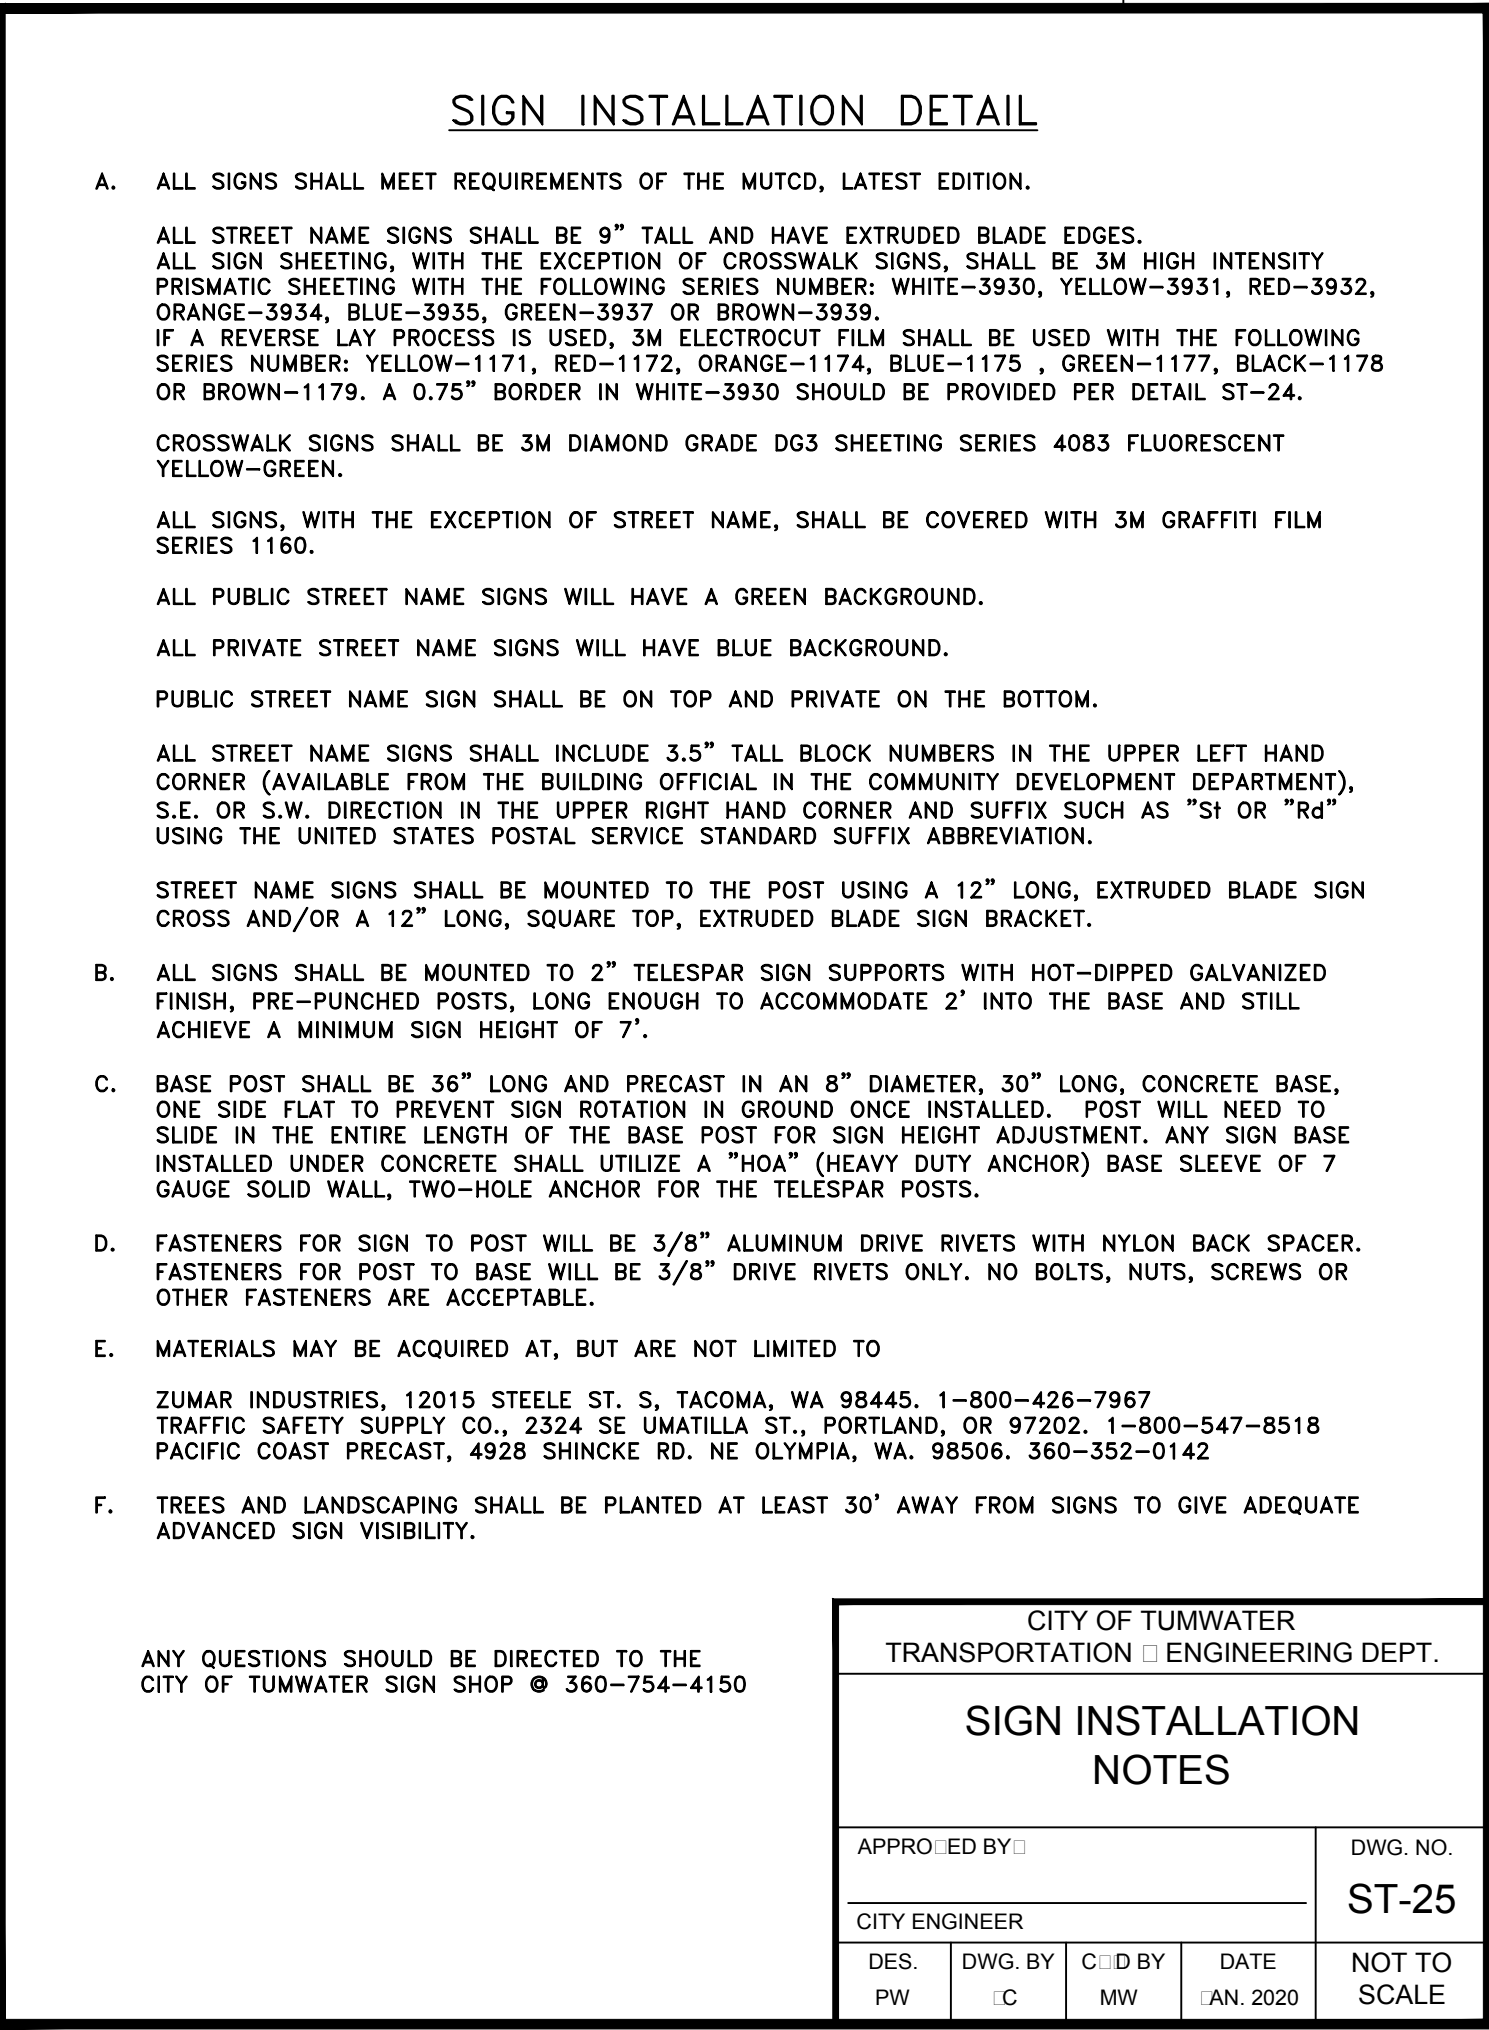 SIGN INSTALLATION DETAIL
A. ALL SIGNS SHALL MEET REQUIREMENTS OF THE MUTCD, LATEST EDITION.
ALL STREET NAME SIGNS SHALL BE 9" TALL AND HAVE EXTRUDED BLADE EDGES.
ALL SIGN SHEETING, WITH THE EXCEPTION OF CROSSWALK SIGNS, SHALL BE 3M HIGH INTENSITY
PRISMATIC SHEETING WITH THE FOLLOWING SERIES NUMBER: WHITE-3930, YELLOW-3931, RED-3932,
ORANGE-3934, BLUE-3935, GREEN-3937 OR BROWN-3939.
IF A REVERSE LAY PROCESS IS USED, 3M ELECTROCUT FILM SHALL BE USED WITH THE FOLLOWING
SERIES NUMBER: YELLOW-1171, RED-1172, ORANGE-1174, BLUE-1175 , GREEN-1177, BLACK-1178
OR BROWN-1179. A 0.75" BORDER IN WHITE-3930 SHOULD BE PROVIDED PER DETAIL ST-24.
CROSSWALK SIGNS SHALL BE 3M DIAMOND GRADE DG3 SHEETING SERIES 4083 FLUORESCENT
YELLOW-GREEN.
ALL SIGNS, WITH THE EXCEPTION OF STREET NAME, SHALL BE COVERED WITH 3M GRAFFITI FILM
SERIES 1160.
ALL PUBLIC STREET NAME SIGNS WILL HAVE A GREEN BACKGROUND.
ALL PRIVATE STREET NAME SIGNS WILL HAVE BLUE BACKGROUND.
PUBLIC STREET NAME SIGN SHALL BE ON TOP AND PRIVATE ON THE BOTTOM.
ALL STREET NAME SIGNS SHALL INCLUDE 3.5" TALL BLOCK NUMBERS IN THE UPPER LEFT HAND
CORNER (AVAILABLE FROM THE BUILDING OFFICIAL IN THE COMMUNITY DEVELOPMENT DEPARTMENT),
S.E. OR S.W. DIRECTION IN THE UPPER RIGHT HAND CORNER AND SUFFIX SUCH AS "St OR "Rd"
USING THE UNITED STATES POSTAL SERVICE STANDARD SUFFIX ABBREVIATION.
STREET NAME SIGNS SHALL BE MOUNTED TO THE POST USING A 12" LONG, EXTRUDED BLADE SIGN
CROSS AND/OR A 12" LONG, SQUARE TOP, EXTRUDED BLADE SIGN BRACKET.
B. ALL SIGNS SHALL BE MOUNTED TO 2" TELESPAR SIGN SUPPORTS WITH HOT-DIPPED GALVANIZED
FINISH, PRE-PUNCHED POSTS, LONG ENOUGH TO ACCOMMODATE 2' INTO THE BASE AND STILL
ACHIEVE A MINIMUM SIGN HEIGHT OF 7'.
C. BASE POST SHALL BE 36" LONG AND PRECAST IN AN 8" DIAMETER, 30" LONG, CONCRETE BASE,
ONE SIDE FLAT TO PREVENT SIGN ROTATION IN GROUND ONCE INSTALLED. POST WILL NEED TO
SLIDE IN THE ENTIRE LENGTH OF THE BASE POST FOR SIGN HEIGHT ADJUSTMENT. ANY SIGN BASE
INSTALLED UNDER CONCRETE SHALL UTILIZE A "HOA" (HEAVY DUTY ANCHOR) BASE SLEEVE OF 7
GAUGE SOLID WALL, TWO-HOLE ANCHOR FOR THE TELESPAR POSTS.
D. FASTENERS FOR SIGN TO POST WILL BE 3/8" ALUMINUM DRIVE RIVETS WITH NYLON BACK SPACER.
FASTENERS FOR POST TO BASE WILL BE 3/8" DRIVE RIVETS ONLY. NO BOLTS, NUTS, SCREWS OR
OTHER FASTENERS ARE ACCEPTABLE.
E. MATERIALS MAY BE ACQUIRED AT, BUT ARE NOT LIMITED TO
ZUMAR INDUSTRIES, 12015 STEELE ST. S, TACOMA, WA 98445. 1-800-426-7967
TRAFFIC SAFETY SUPPLY CO., 2324 SE UMATILLA ST., PORTLAND, OR 97202. 1-800-547-8518
PACIFIC COAST PRECAST, 4928 SHINCKE RD. NE OLYMPIA, WA. 98506. 360-352-0142
F. TREES AND LANDSCAPING SHALL BE PLANTED AT LEAST 30' AWAY FROM SIGNS TO GIVE ADEQUATE
ADVANCED SIGN VISIBILITY.
ANY QUESTIONS SHOULD BE DIRECTED TO THE
CITY OF TUMWATER SIGN SHOP @ 360-754-4150
CITY OF TUMWATER
TRANSPORTATION □ ENGINEERING DEPT.
SIGN INSTALLATION
NOTES
APPRO□ED BY□
CITY ENGINEER
DWG. NO.
ST-25
DES.
PW
DWG. BY
□C
C□□D BY
MW
DATE
□AN. 2020
NOT TO
SCALE